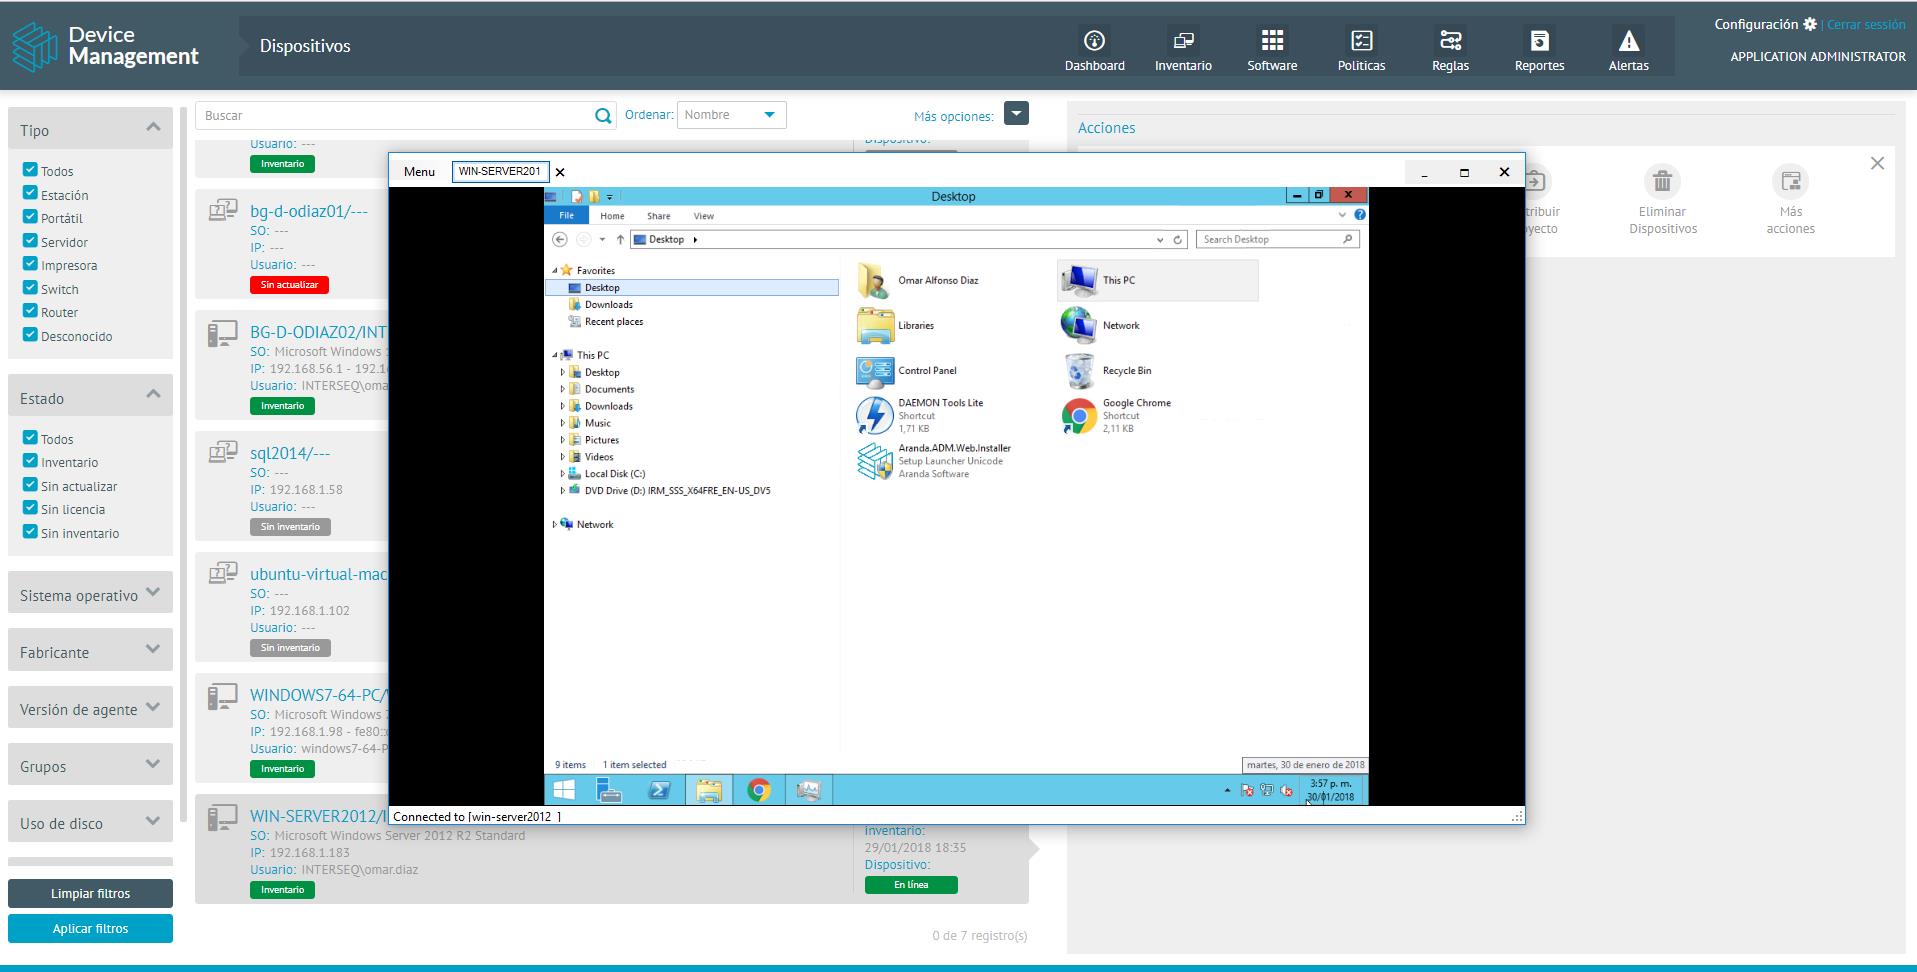 Device
Management
Dispositivos
Dashboard
Inventario
Software
Políticas
Reglas
Reportes
Alertas
Configuración | Cerrar sessión
APPLICATION ADMINISTRATOR
Tipo
Todos
Estación
Portátil
Servidor
Impresora
Switch
Router
Desconocido
Estado
Todos
Inventario
Sin actualizar
Sin licencia
Sin inventario
Sistema operativo
Fabricante
Versión de agente
Grupos
Uso de disco
Limpiar filtros
Aplicar filtros
Buscar
Ordenar: Nombre
Más opciones:
Usuario: ---
Inventario
Dispositivo:
bg-d-odiaz01/---
SO: ---
IP: ---
Usuario: ---
Sin actualizar
BG-D-ODIAZ02/INT
SO: Microsoft Windows
IP: 192.168.56.1 - 192.1
Usuario: INTERSEQ\oma
Inventario
sql2014/---
SO: ---
IP: 192.168.1.58
Usuario: ---
Sin inventario
ubuntu-virtual-mac
SO: ---
IP: 192.168.1.102
Usuario: ---
Sin inventario
WINDOWS7-64-PC/
SO: Microsoft Windows 7
IP: 192.168.1.98 - fe80::
Usuario: windows7-64-P
Inventario
WIN-SERVER2012/I
SO: Microsoft Windows Server 2012 R2 Standard
IP: 192.168.1.183
Usuario: INTERSEQ\omar.diaz
Inventario
inventario:
29/01/2018 18:35
Dispositivo:
En línea
0 de 7 registro(s)
Acciones
tribuir
yecto
Eliminar
Dispositivos
Más
acciones
Menu
WIN-SERVER201
Desktop
File
Home
Share
View
Desktop
Search Desktop
Favorites
Desktop
Downloads
Recent places
This PC
Desktop
Documents
Downloads
Music
Pictures
Videos
Local Disk (C:)
DVD Drive (D:) IRM_SSS_X64FRE_EN-US_DV5
Network
Omar Alfonso Diaz
This PC
Libraries
Network
Control Panel
Recycle Bin
DAEMON Tools Lite
Shortcut
1,71 KB
Google Chrome
Shortcut
2,11 KB
Aranda.ADM.Web.Installer
Setup Launcher Unicode
Aranda Software
9 items
1 item selected
martes, 30 de enero de 2018
3:57 p. m.
30/01/2018
Connected to [win-server2012 ]